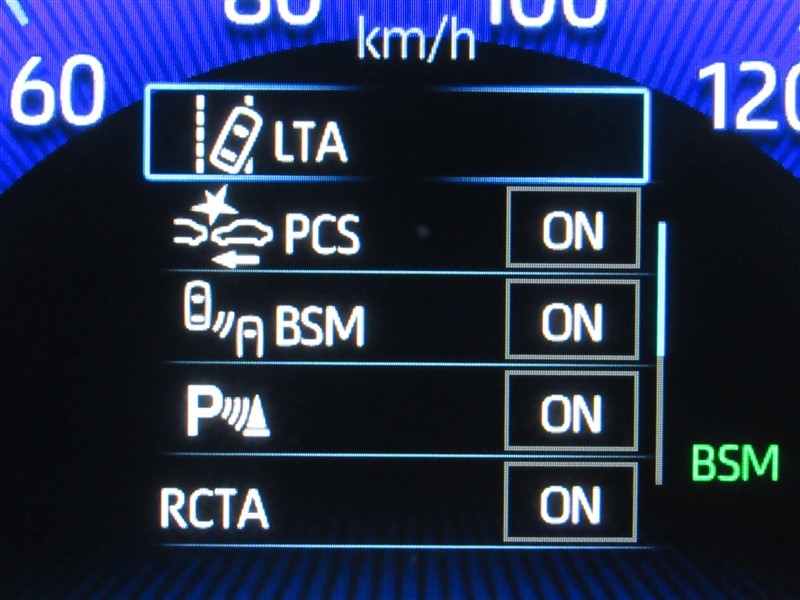 80 100
km/h
60 120
LTA
PCS ON
BSM ON
P ON
BSM
RCTA ON